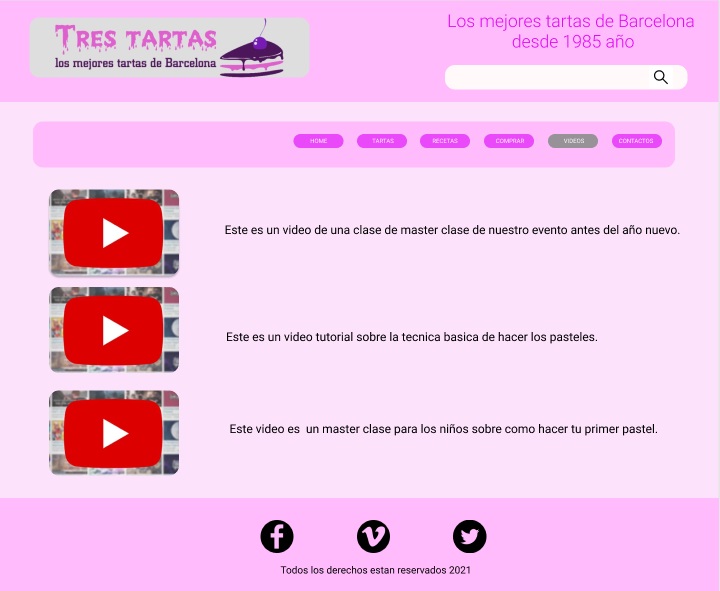 TRES TARTAS
los mejores tartas de Barcelona
Los mejores tartas de Barcelona
desde 1985 año
HOME
TARTAS
RECETAS
COMPRAR
VIDEOS
CONTACTOS
Este es un video de una clase de master clase de nuestro evento antes del año nuevo.
Este es un video tutorial sobre la tecnica basica de hacer los pasteles.
Este video es  un master clase para los niños sobre como hacer tu primer pastel.
Todos los derechos estan reservados 2021